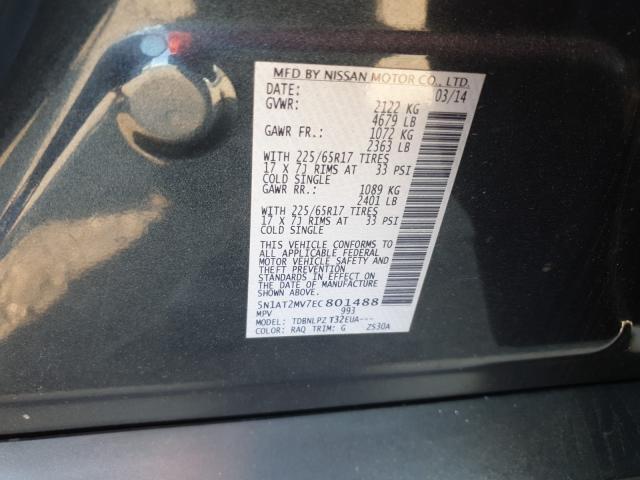 MFD BY NISSAN MOTOR CO., LTD.
DATE: 03/14
GVWR: 2122 KG
4679 LB
GAWR FR.: 1072 KG
2363 LB
WITH 225/65R17 TIRES
17 X 7J RIMS AT 33 PSI
COLD SINGLE
GAWR RR.: 1089 KG
2401 LB
WITH 225/65R17 TIRES
17 X 7J RIMS AT 33 PSI
COLD SINGLE
THIS VEHICLE CONFORMS TO
ALL APPLICABLE FEDERAL
MOTOR VEHICLE SAFETY AND
THEFT PREVENTION
STANDARDS IN EFFECT ON
THE DATE OF MANUFACTURE
SHOWN ABOVE.
5N1AT2MV7EC801488
MPV 993
MODEL: TDBNLPZ T32EUA---
COLOR: RAQ TRIM: G ZS30A